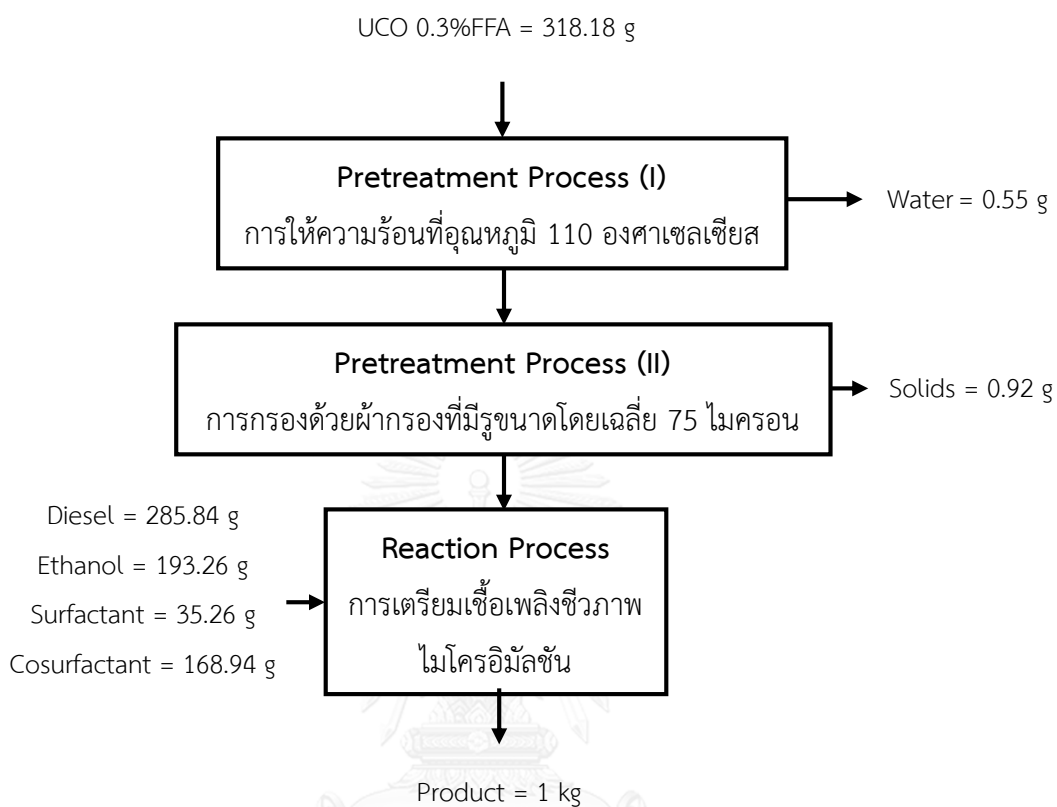 UCO 0.3%FFA = 318.18 g
Pretreatment Process (I)
การให้ความร้อนที่อุณหภูมิ 110 องศาเซลเซียส
Water = 0.55 g
Pretreatment Process (II)
การกรองด้วยผ้ากรองที่มีรูขนาดโดยเฉลี่ย 75 ไมครอน
Solids = 0.92 g
Diesel = 285.84 g
Ethanol = 193.26 g
Surfactant = 35.26 g
Cosurfactant = 168.94 g
Reaction Process
การเตรียมเชื้อเพลิงชีวภาพ
ไมโครอิมัลชัน
Product = 1 kg